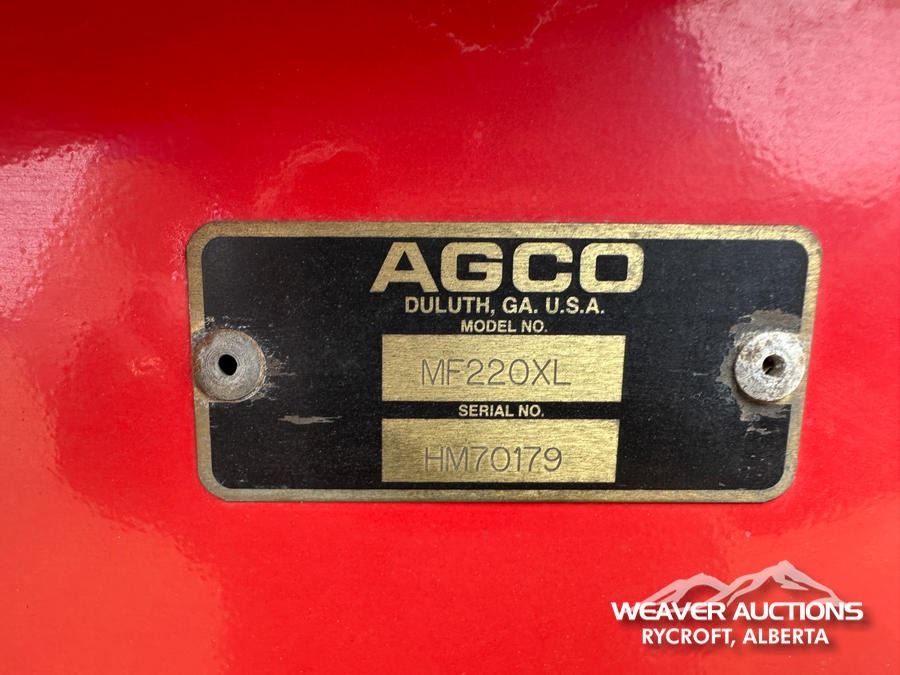 AGCO
DULUTH, GA. U.S.A.
MODEL NO.
MF220XL
SERIAL NO.
HM70179
WEAVER AUCTIONS
RYCROFT, ALBERTA